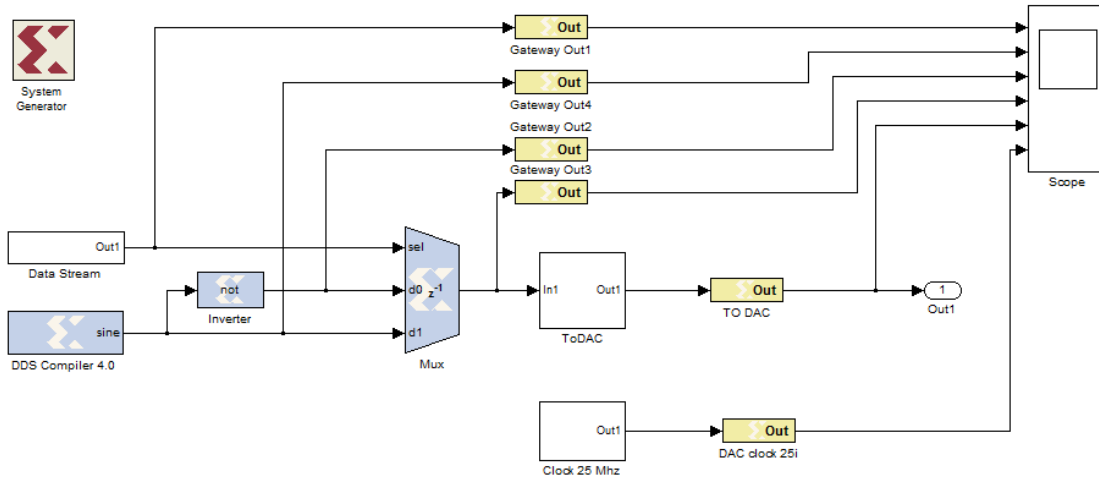 Out
Gateway Out1
System
Generator
Out
Gateway Out4
Gateway Out2
Out
Gateway Out3
Out
Scope
Out1
Data Stream
sel
not
Inverter
d0
z-1
d1
Mux
sine
DDS Compiler 4.0
In1
Out1
ToDAC
Out
TO DAC
1
Out1
Out1
Clock 25 Mhz
Out
DAC clock 25i